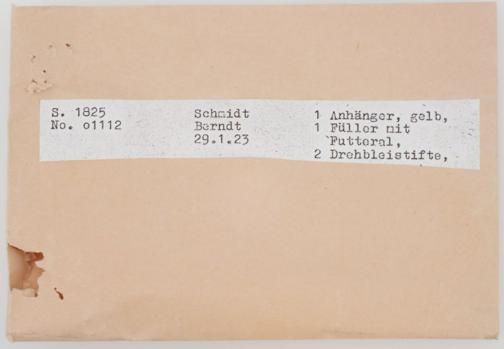 S. 1825 Schmidt 1 Anhänger, gelb,
No. o1112 Berndt 1 Füller mit
29.1.23 Futteral,
2 Drehbleistifte,